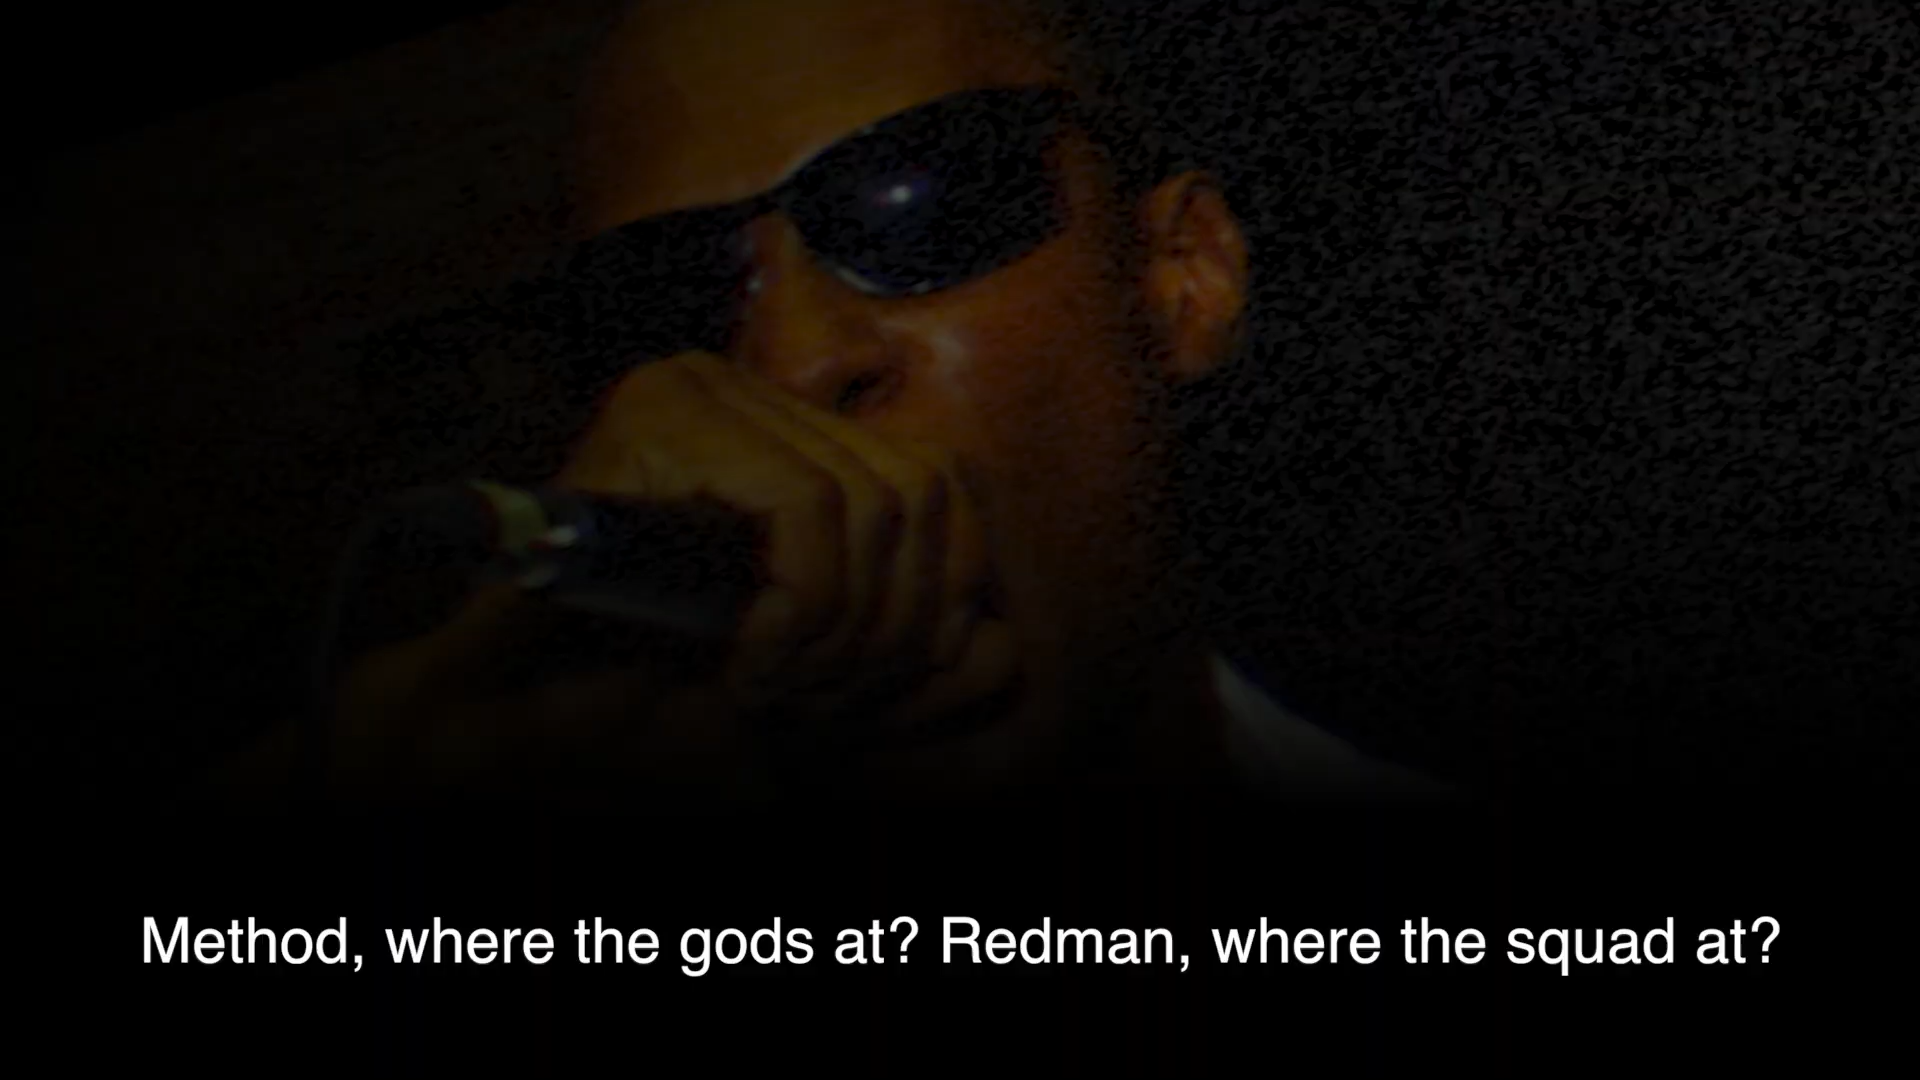 Method, where the gods at? Redman, where the squad at?